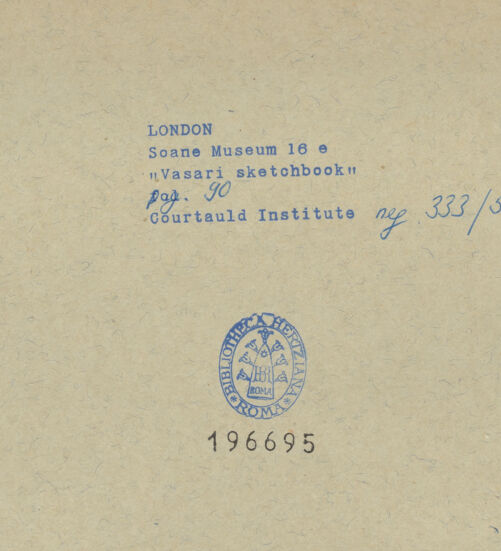 LONDON
Soane Museum 16 e
„Vasari sketchbook"
pag. 90
Courtauld Institute neg 333/5
BIBLIOTHECA HERTZIANA
ROMA
* ROMA *
196695